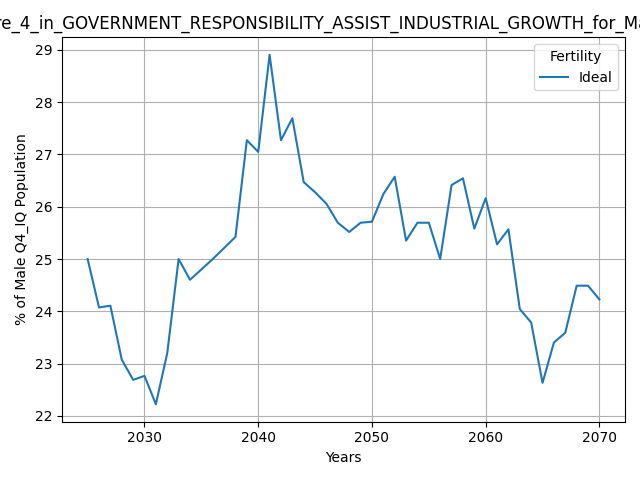 re_4_in_GOVERNMENT_RESPONSIBILITY_ASSIST_INDUSTRIAL_GROWTH_for_Ma
Fertility
Ideal
29
28
27
26
25
24
23
22
% of Male Q4_IQ Population
2030 2040 2050 2060 2070
Years